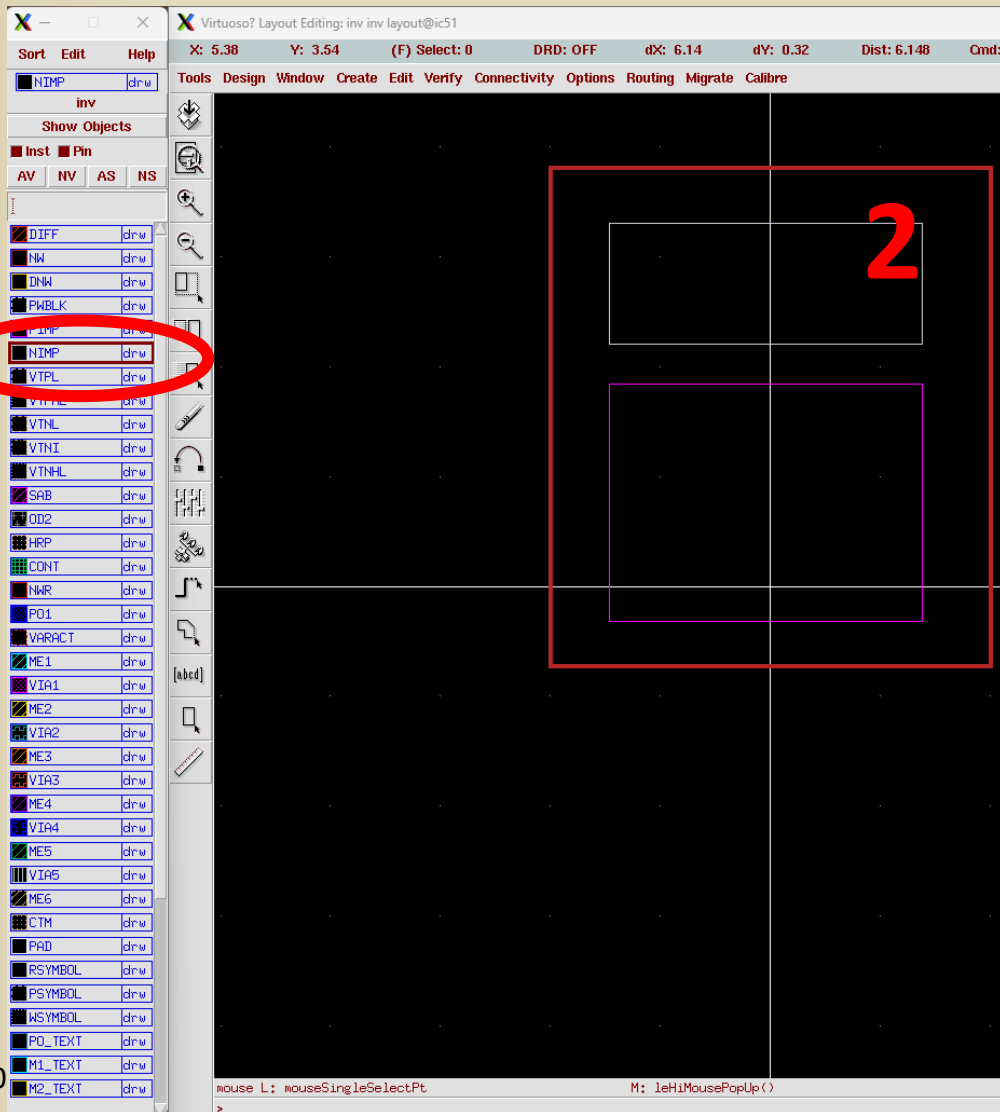 Virtuoso? Layout Editing: inv inv layout@ic51
Sort Edit Help
X: 5.38 Y: 3.54 (F) Select: 0 DRD: OFF dX: 6.14 dY: 0.32 Dist: 6.148 Cmd:
NIMP drw
Tools Design Window Create Edit Verify Connectivity Options Routing Migrate Calibre
inv
Show Objects
Inst Pin
AV NV AS NS
2
DIFF drw
NW drw
DNW drw
PWBLK drw
PIMP drw
NIMP drw
VTPL drw
drw
VTNL drw
VTNI drw
VTNHL drw
SAB drw
OD2 drw
HRP drw
CONT drw
NWR drw
PO1 drw
VARACT drw
ME1 drw
VIA1 drw
ME2 drw
VIA2 drw
ME3 drw
VIA3 drw
ME4 drw
VIA4 drw
ME5 drw
VIA5 drw
ME6 drw
CTM drw
PAD drw
RSYMBOL drw
PSYMBOL drw
WSYMBOL drw
PO_TEXT drw
M1_TEXT drw
M2_TEXT drw
[abcd]
mouse L: mouseSingleSelectPt M: leHiMousePopUp()
>